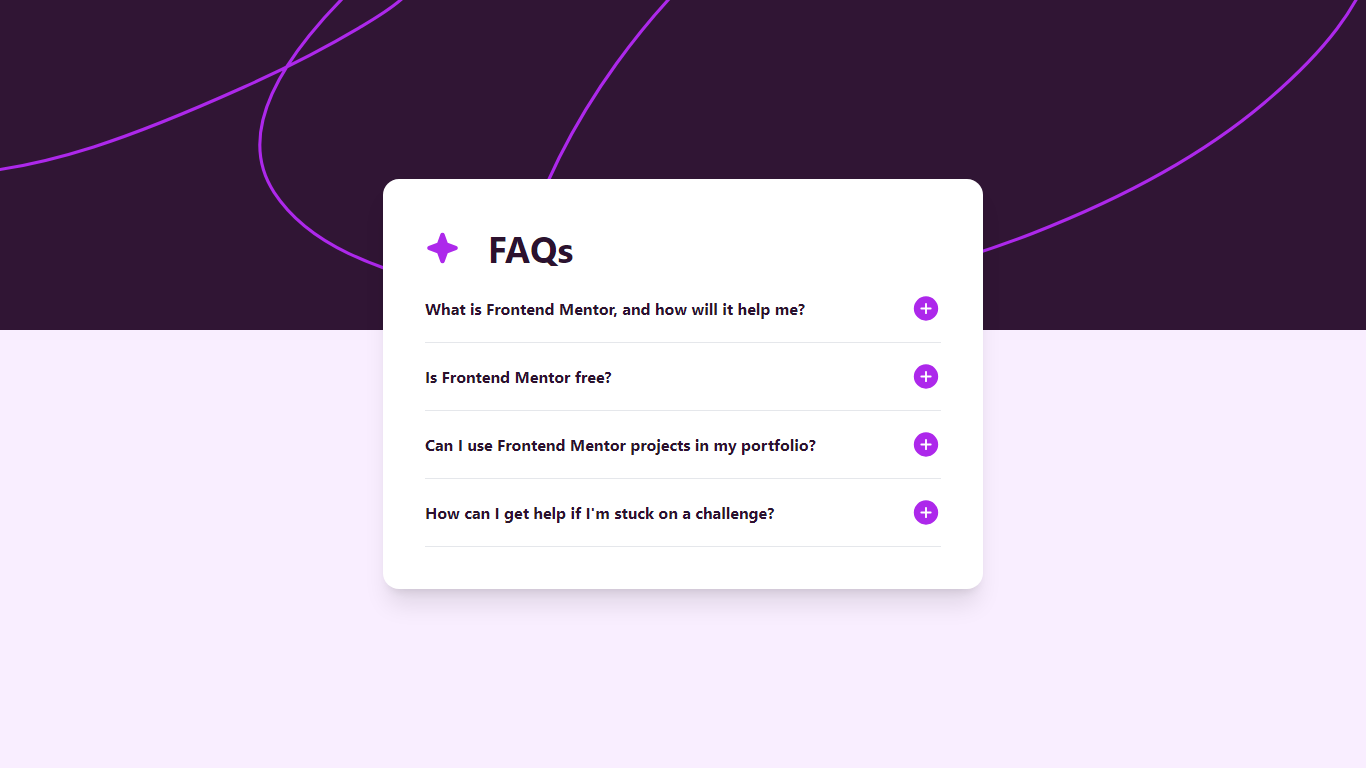 FAQs
What is Frontend Mentor, and how will it help me?
Is Frontend Mentor free?
Can I use Frontend Mentor projects in my portfolio?
How can I get help if I'm stuck on a challenge?